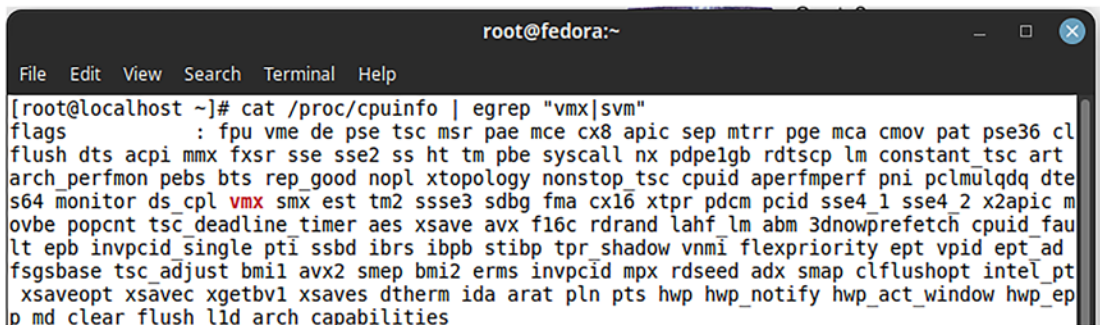 root@fedora:~
File Edit View Search Terminal Help
[root@localhost ~]# cat /proc/cpuinfo | egrep "vmx|svm"
flags : fpu vme de pse tsc msr pae mce cx8 apic sep mtrr pge mca cmov pat pse36 cl
flush dts acpi mmx fxsr sse sse2 ss ht tm pbe syscall nx pdpe1gb rdtscp lm constant_tsc art
arch_perfmon pebs bts rep_good nopl xtopology nonstop_tsc cpuid aperfmperf pni pclmulqdq dte
s64 monitor ds_cpl vmx smx est tm2 ssse3 sdbg fma cx16 xtpr pdcm pcid sse4_1 sse4_2 x2apic m
ovbe popcnt tsc_deadline_timer aes xsave avx f16c rdrand lahf_lm abm 3dnowprefetch cpuid_fau
lt epb invpcid_single pti ssbd ibrs ibpb stibp tpr_shadow vnmi flexpriority ept vpid ept_ad
fsgsbase tsc_adjust bmi1 avx2 smep bmi2 erms invpcid mpx rdseed adx smap clflushopt intel_pt
xsaveopt xsavec xgetbv1 xsaves dtherm ida arat pln pts hwp hwp_notify hwp_act_window hwp_ep
p md_clear flush_l1d arch_capabilities